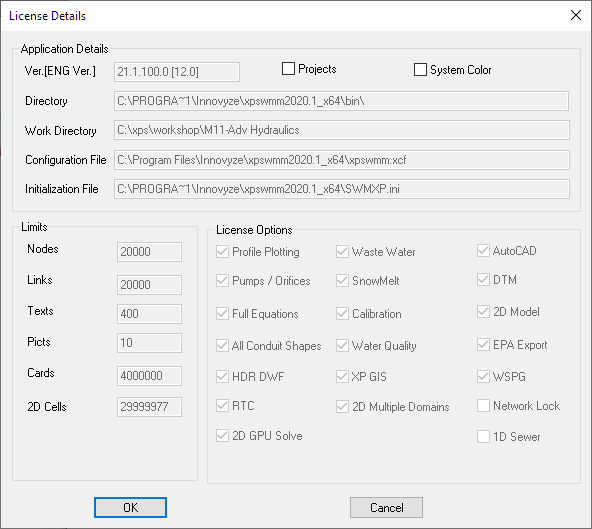 License Details
Application Details
Ver.[ENG Ver.] 21.1.100.0 [12.0] Projects System Color
Directory C:\PROGRA~1\Innovyze\xpswmm2020.1_x64\bin\
Work Directory C:\xps\workshop\M11-Adv Hydraulics
Configuration File C:\Program Files\Innovyze\xpswmm2020.1_x64\xpswmm.xcf
Initialization File C:\PROGRA~1\Innovyze\xpswmm2020.1_x64\SWMXP.ini
Limits
Nodes 20000
Links 20000
Texts 400
Picts 10
Cards 4000000
2D Cells 29999977
License Options
Profile Plotting Waste Water AutoCAD
Pumps / Orifices SnowMelt DTM
Full Equations Calibration 2D Model
All Conduit Shapes Water Quality EPA Export
HDR DWF XP GIS WSPG
RTC 2D Multiple Domains Network Lock
2D GPU Solve 1D Sewer
OK Cancel